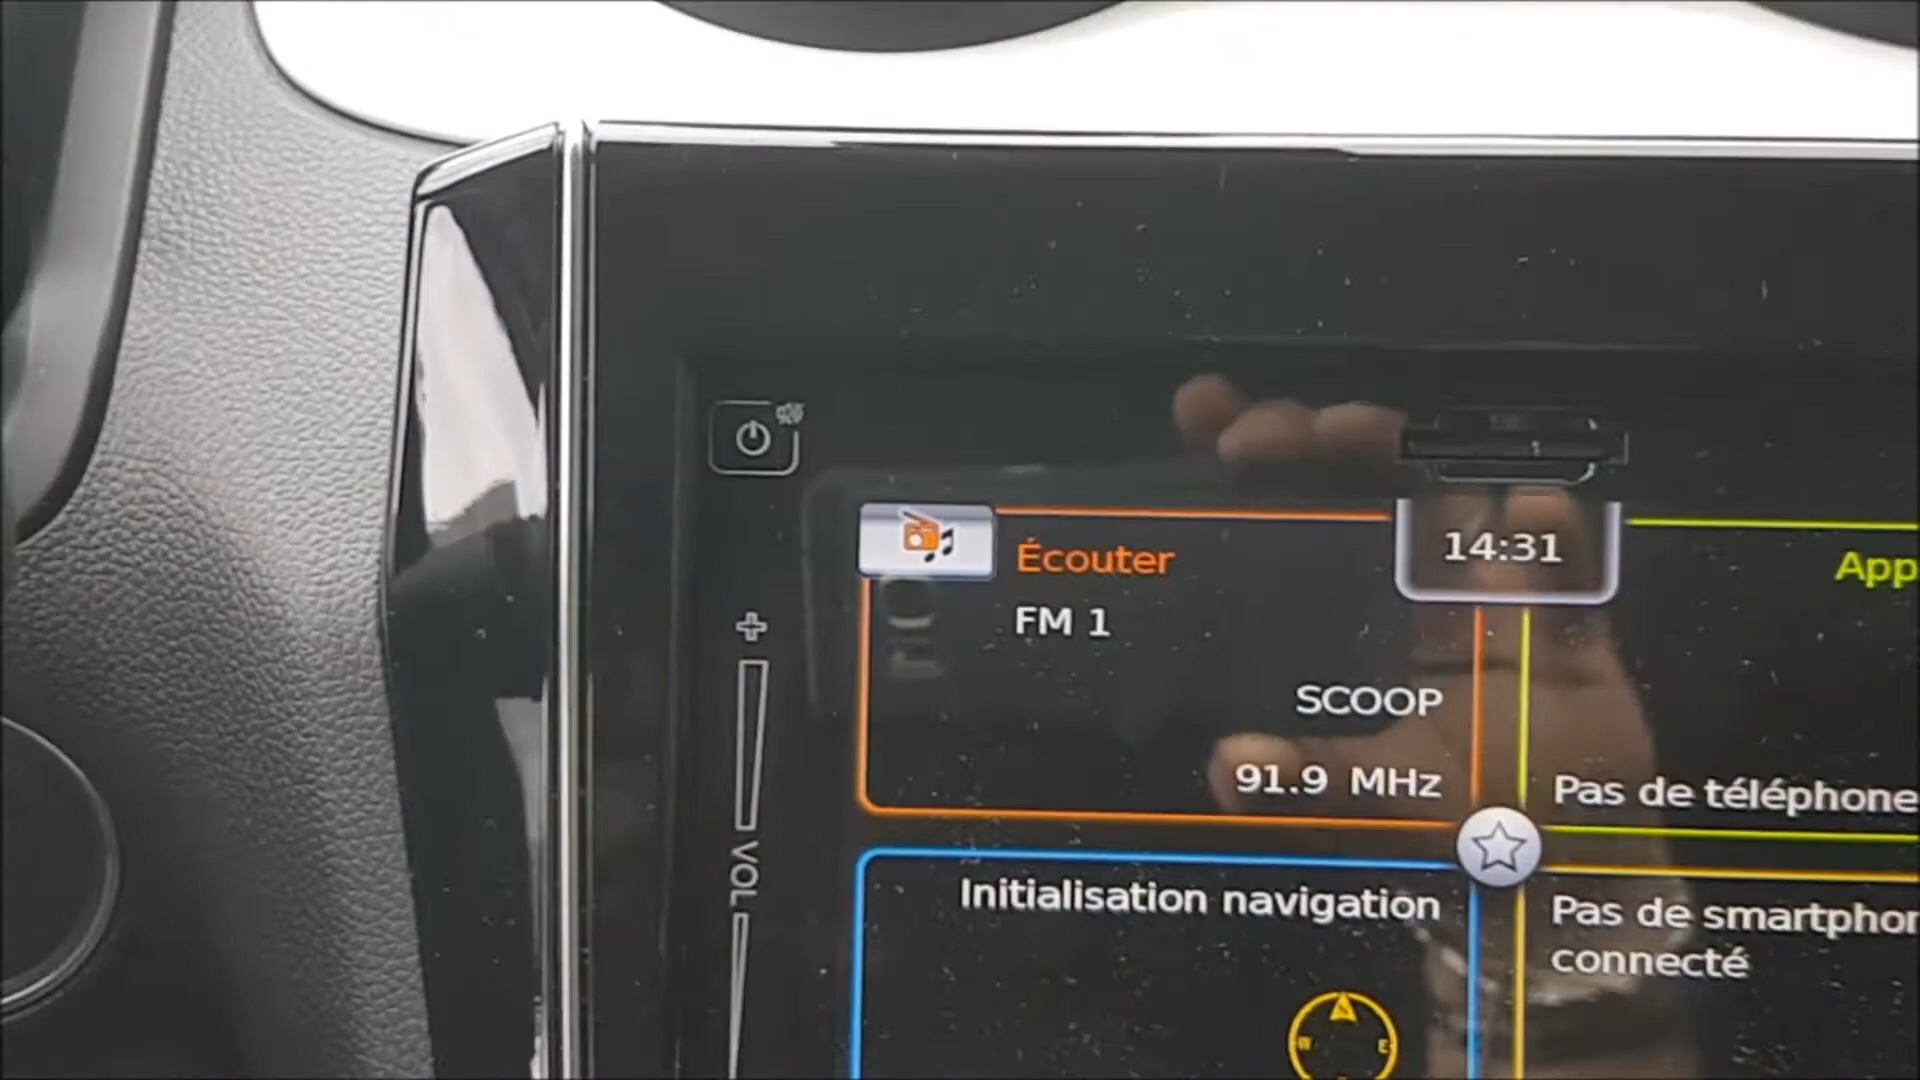 Écouter
FM 1
SCOOP
91.9 MHz
14:31
App
Pas de téléphone
VOL
Initialisation navigation
W
E
Pas de smartphon
connecté